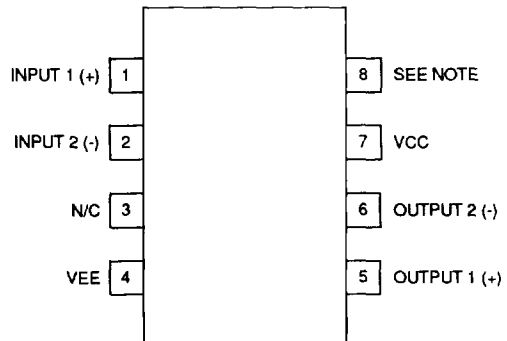 INPUT 1 (+) 1
8 SEE NOTE
INPUT 2 (-) 2
7 VCC
N/C 3
6 OUTPUT 2 (-)
VEE 4
5 OUTPUT 1 (+)